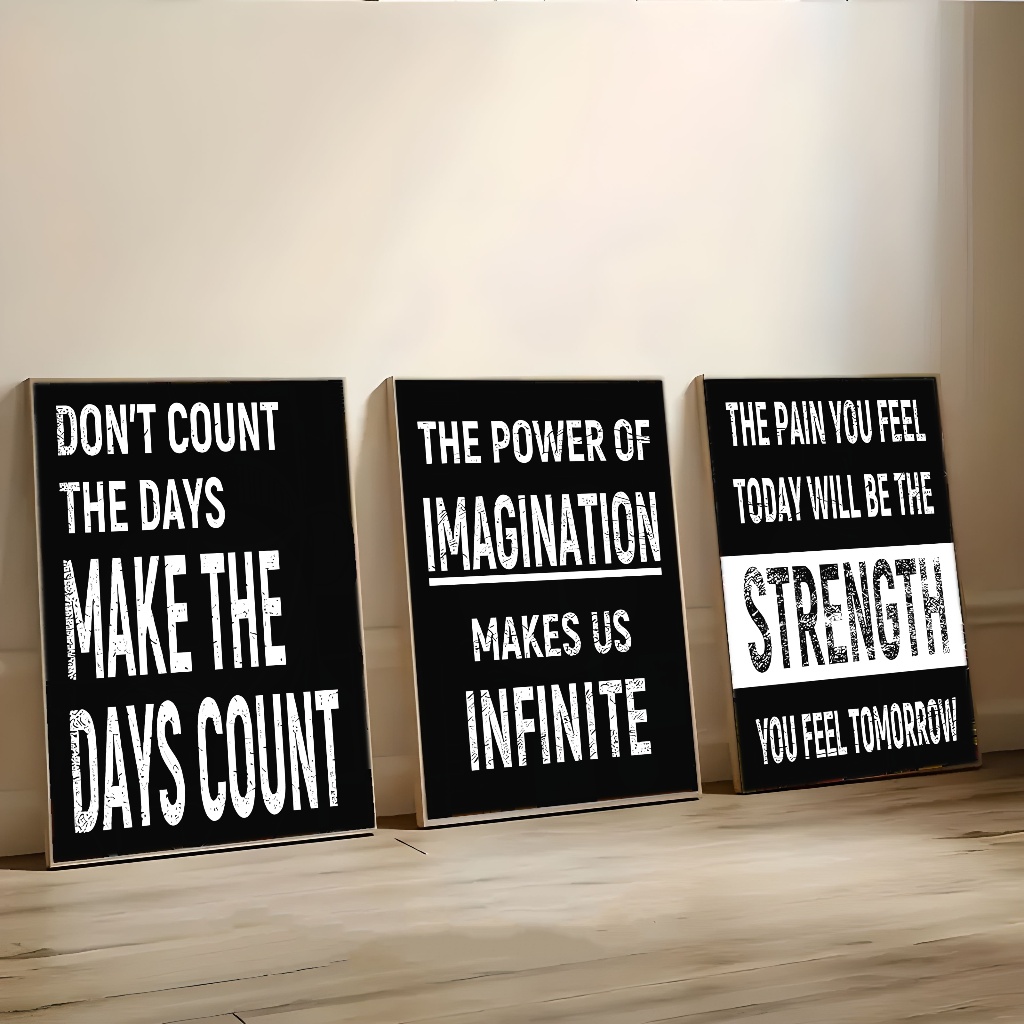 DON'T COUNT
THE DAYS
MAKE THE
DAYS COUNT
THE POWER OF
IMAGINATION
MAKES US
INFINITE
THE PAIN YOU FEEL
TODAY WILL BE THE
STRENGTH
YOU FEEL TOMORROW